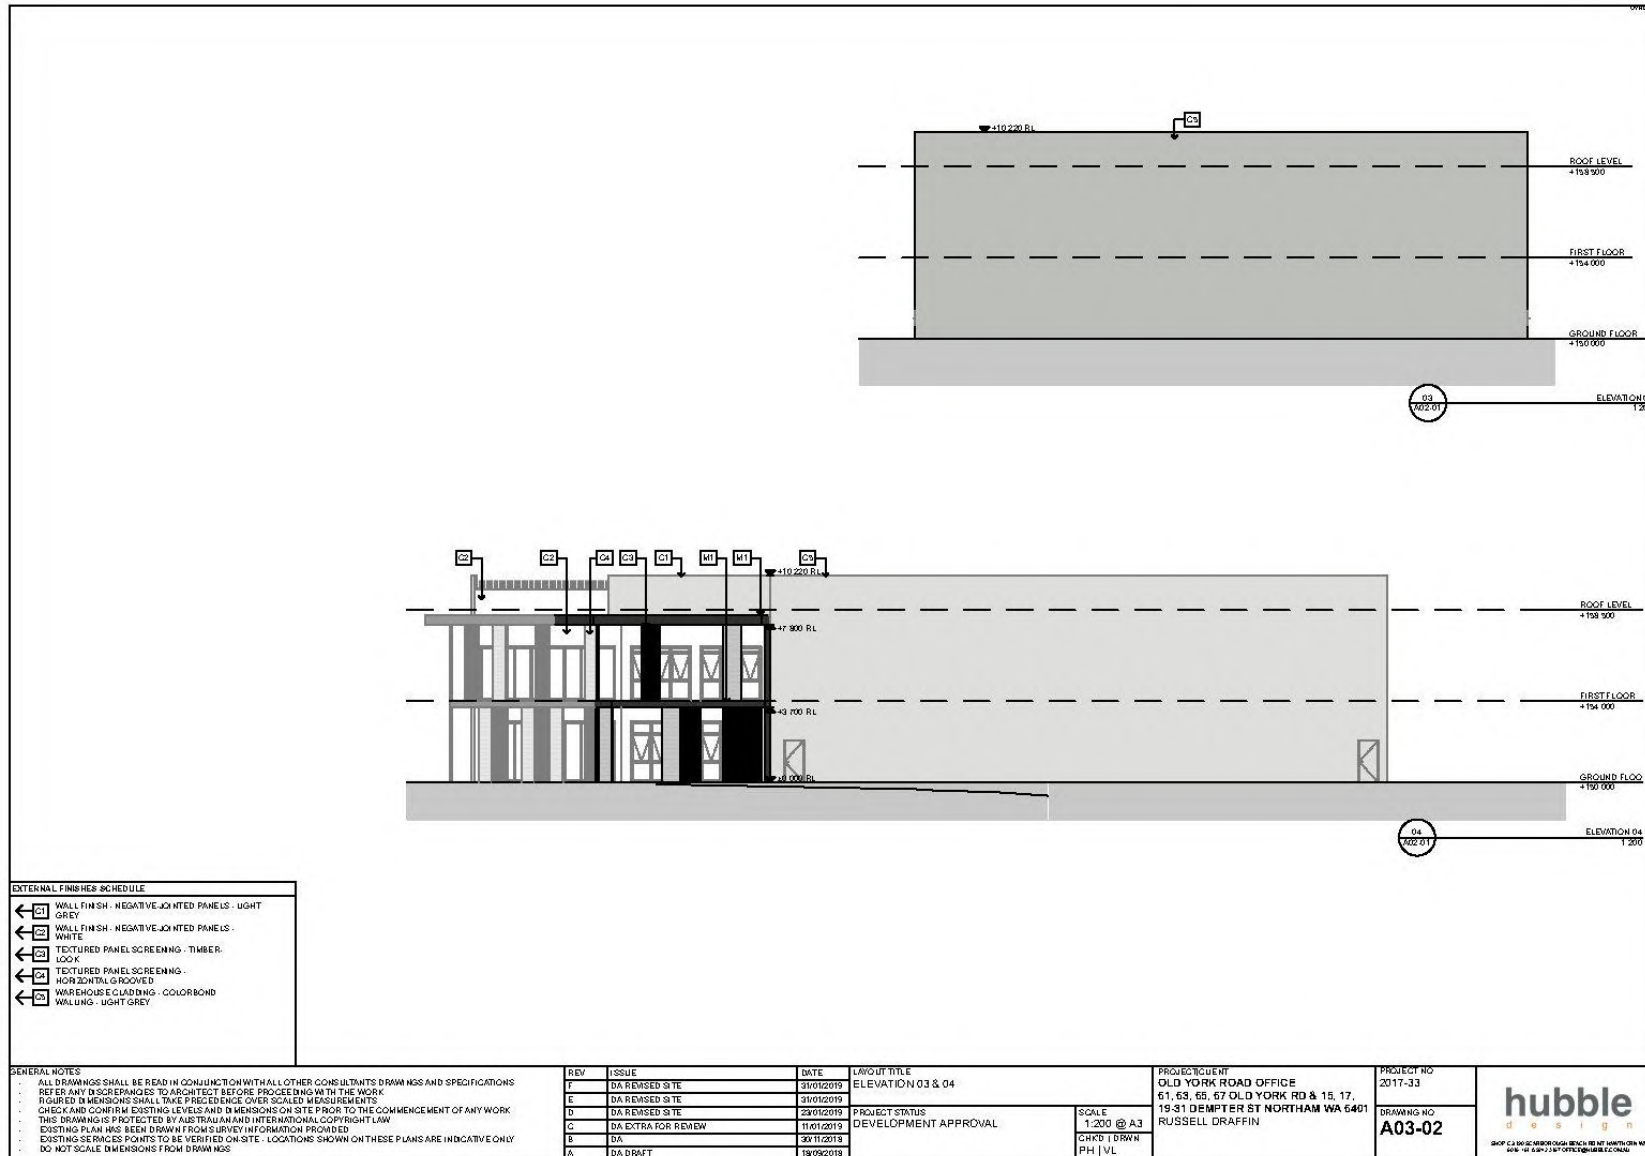 +10 220 RL
C5
ROOF LEVEL
+158 500
FIRST FLOOR
+154 000
GROUND FLOOR
+150 000
03
A02-01
ELEVATION
C2
C2
C4
C3
C1
M1
M1
C5
+10 220 RL
ROOF LEVEL
+158 500
+7 800 RL
FIRST FLOOR
+154 000
+3 700 RL
GROUND FLOO
+150 000
±0 000 RL
04
A02-01
ELEVATION 04
1:200
EXTERNAL FINISHES SCHEDULE
C1 WALL FINISH - NEGATIVE-JOINTED PANELS - LIGHT
GREY
C2 WALL FINISH - NEGATIVE-JOINTED PANELS -
WHITE
C3 TEXTURED PANEL SCREENING - TIMBER-
LOOK
C4 TEXTURED PANEL SCREENING -
HORIZONTAL GROOVED
C5 WAREHOUSE CLADDING - COLORBOND
WALLING - LIGHT GREY
GENERAL NOTES
- ALL DRAWINGS SHALL BE READ IN CONJUNCTION WITH ALL OTHER CONSULTANTS DRAWINGS AND SPECIFICATIONS
- REFER ANY DISCREPANCIES TO ARCHITECT BEFORE PROCEEDING WITH THE WORK
- FIGURED DIMENSIONS SHALL TAKE PRECEDENCE OVER SCALED MEASUREMENTS
- CHECK AND CONFIRM EXISTING LEVELS AND DIMENSIONS ON SITE PRIOR TO THE COMMENCEMENT OF ANY WORK
- THIS DRAWING IS PROTECTED BY AUSTRALIAN AND INTERNATIONAL COPYRIGHT LAW
- EXISTING PLAN HAS BEEN DRAWN FROM SURVEY INFORMATION PROVIDED
- EXISTING SERVICES POINTS TO BE VERIFIED ON-SITE - LOCATIONS SHOWN ON THESE PLANS ARE INDICATIVE ONLY
- DO NOT SCALE DIMENSIONS FROM DRAWINGS
REV ISSUE DATE
F DA REVISED SITE 31/01/2019
E DA REVISED SITE 31/01/2019
D DA REVISED SITE 23/01/2019
C DA EXTRA FOR REVIEW 11/01/2019
B DA 30/11/2018
A DA DRAFT 18/09/2018
LAYOUT TITLE
ELEVATION 03 & 04
PROJECT STATUS
DEVELOPMENT APPROVAL
SCALE
1:200 @ A3
CHK'D | DRWN
PH | VL
PROJECT/CLIENT
OLD YORK ROAD OFFICE
61, 63, 65, 67 OLD YORK RD & 15, 17,
19-31 DEMPTER ST NORTHAM WA 6401
RUSSELL DRAFFIN
PROJECT NO
2017-33
DRAWING NO
A03-02
hubble
design